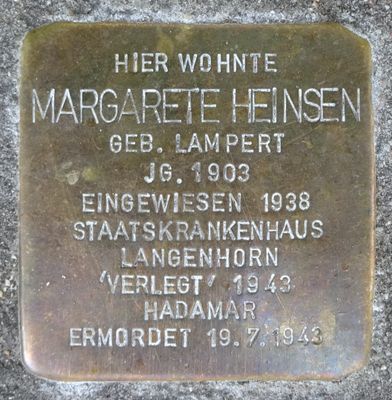 HIER WOHNTE
MARGARETE HEINSEN
GEB. LAMPERT
JG. 1903
EINGEWIESEN 1938
STAATSKRANKENHAUS
LANGENHORN
'VERLEGT' 1943
HADAMAR
ERMORDET 19.7.1943